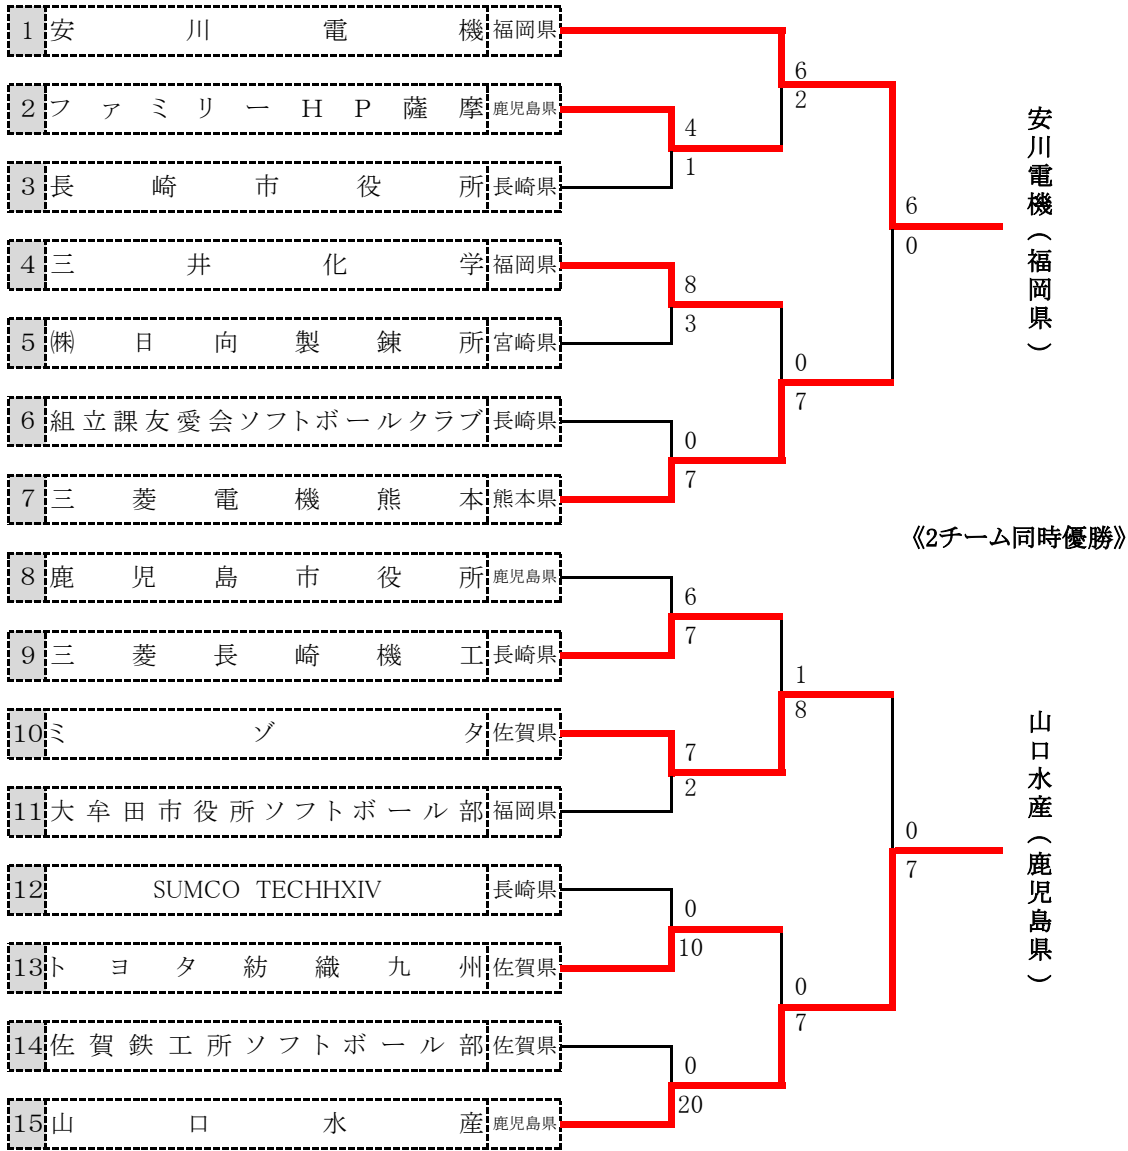 1 安川電機 福岡県
2 ファミリーHP薩摩 鹿児島県
3 長崎市役所 長崎県
4 三井化学 福岡県
5 ㈱日向製錬所 宮崎県
6 組立課友愛会ソフトボールクラブ 長崎県
7 三菱電機熊本 熊本県
8 鹿児島市役所 鹿児島県
9 三菱長崎機工 長崎県
10 ミゾタ 佐賀県
11 大牟田市役所ソフトボール部 福岡県
12 SUMCO TECHHXIV 長崎県
13 トヨタ紡織九州 佐賀県
14 佐賀鉄工所ソフトボール部 佐賀県
15 山口水産 鹿児島県
4
1
8
3
0
7
6
7
7
2
0
10
0
20
6
2
0
7
1
8
0
7
6
0
0
7
安川電機(福岡県)
《2チーム同時優勝》
山口水産(鹿児島県)